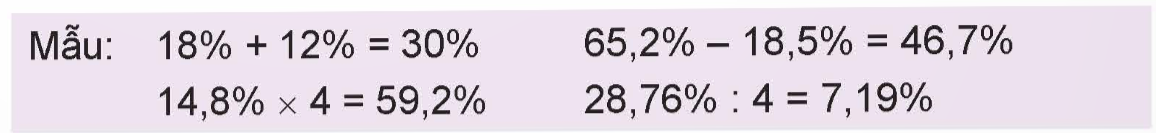 Mẫu: 18% + 12% = 30% 65,2% – 18,5% = 46,7%
14,8% × 4 = 59,2% 28,76% : 4 = 7,19%